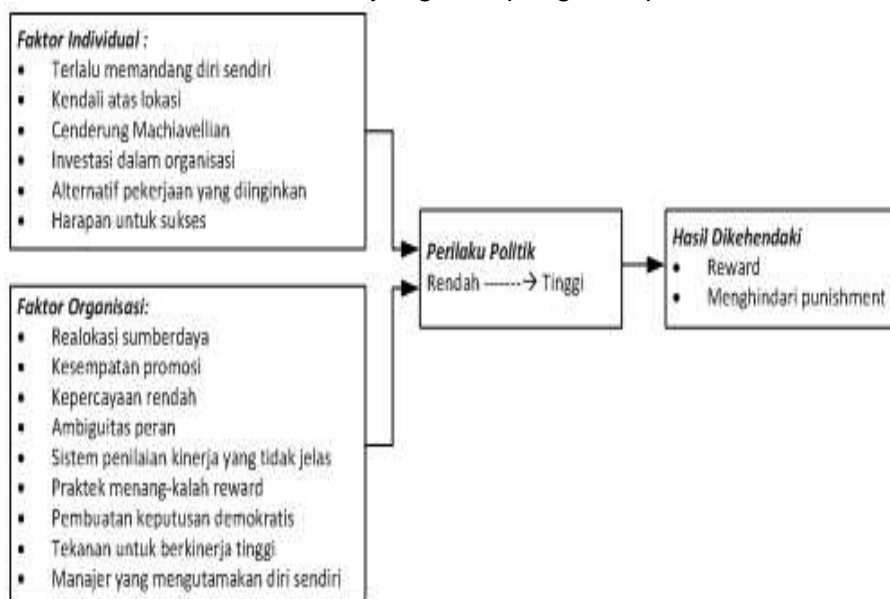 Faktor Individual :
• Terlalu memandang diri sendiri
• Kendali atas lokasi
• Cenderung Machiavellian
• Investasi dalam organisasi
• Alternatif pekerjaan yang diinginkan
• Harapan untuk sukses
Faktor Organisasi:
• Realokasi sumberdaya
• Kesempatan promosi
• Kepercayaan rendah
• Ambiguitas peran
• Sistem penilaian kinerja yang tidak jelas
• Praktek menang-kalah reward
• Pembuatan keputusan demokratis
• Tekanan untuk berkinerja tinggi
• Manajer yang mengutamakan diri sendiri
Perilaku Politik
Rendah ------→ Tinggi
Hasil Dikehendaki
• Reward
• Menghindari punishment